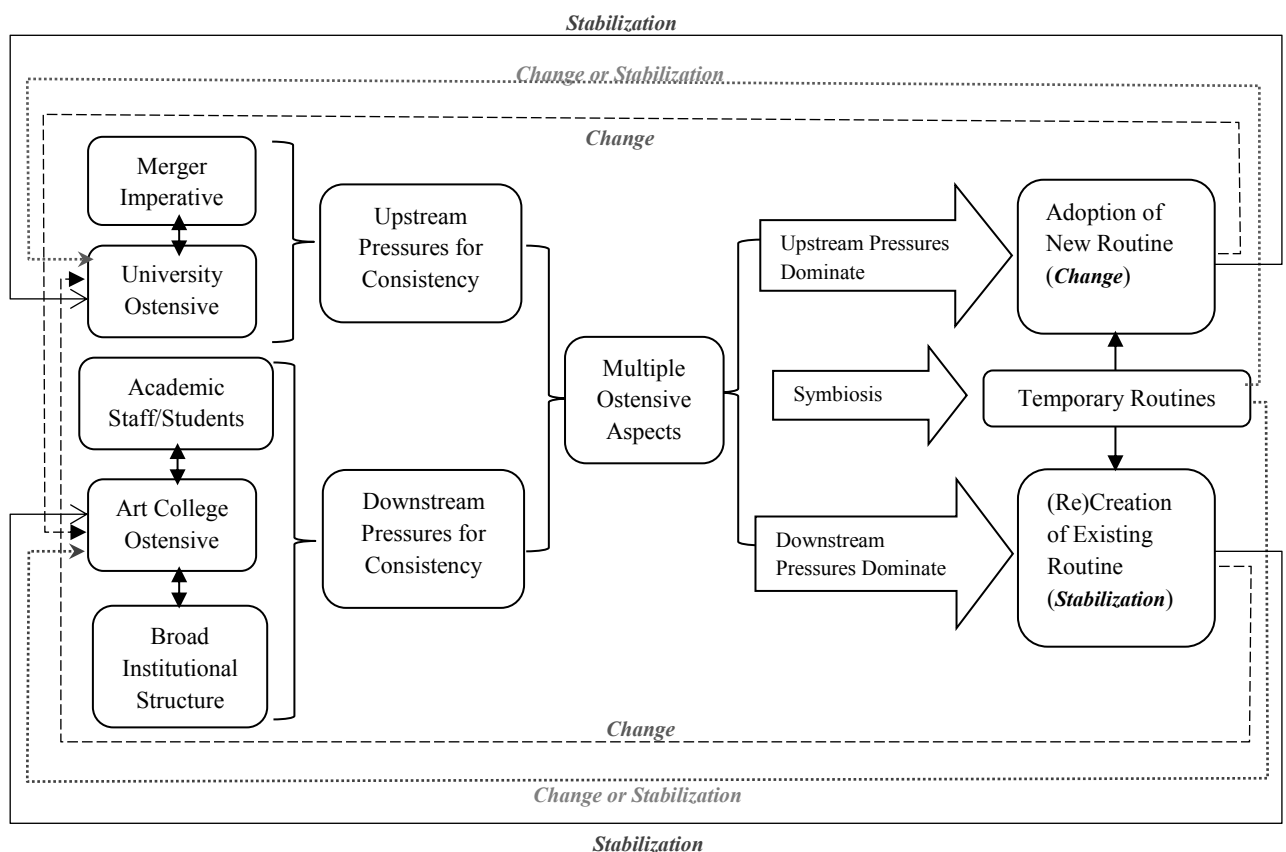 Stabilization
Change or Stabilization
Change
Merger
Imperative
University
Ostensive
Upstream
Pressures for
Consistency
Academic
Staff/Students
Art College
Ostensive
Broad
Institutional
Structure
Downstream
Pressures for
Consistency
Multiple
Ostensive
Aspects
Upstream Pressures
Dominate
Symbiosis
Downstream
Pressures Dominate
Adoption of
New Routine
(Change)
Temporary Routines
(Re)Creation
of Existing
Routine
(Stabilization)
Change
Change or Stabilization
Stabilization